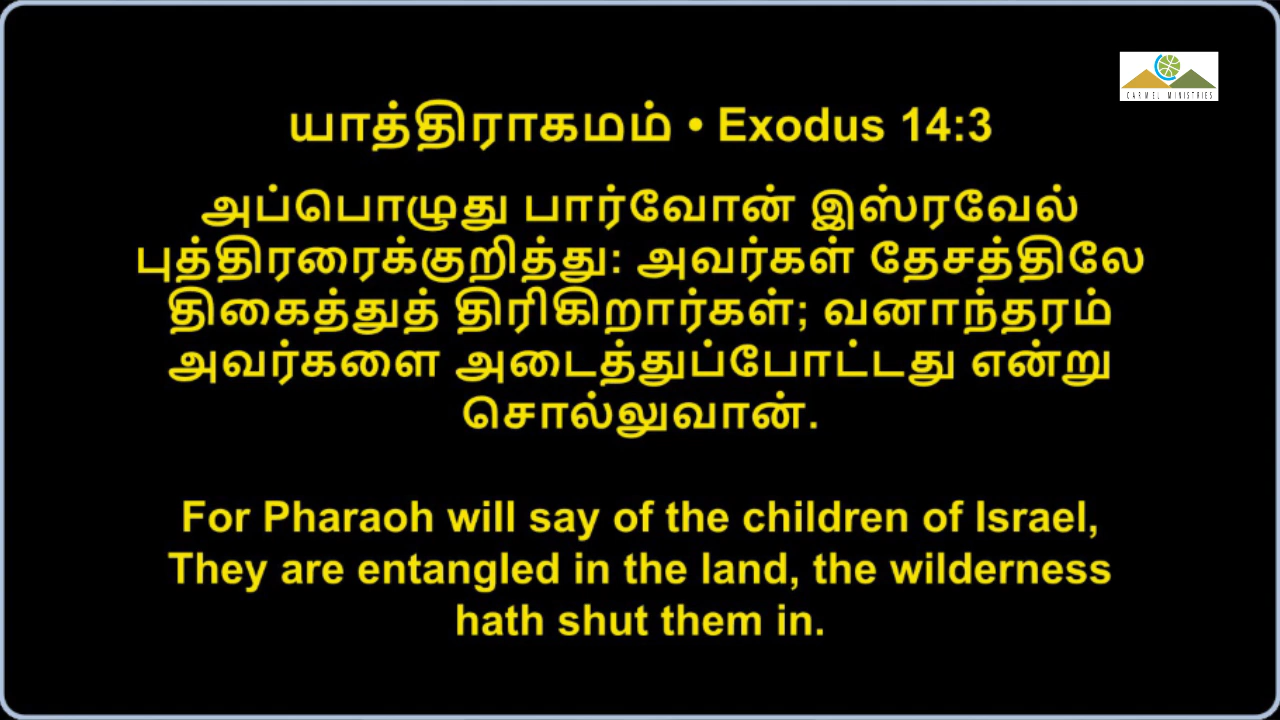 CARMEL MINISTRIES
யாத்திராகமம் • Exodus 14:3
அப்பொழுது பார்வோன் இஸ்ரவேல்
புத்திரரைக்குறித்து: அவர்கள் தேசத்திலே
திகைத்துத் திரிகிறார்கள்; வனாந்தரம்
அவர்களை அடைத்துப்போட்டது என்று
சொல்லுவான்.
For Pharaoh will say of the children of Israel,
They are entangled in the land, the wilderness
hath shut them in.